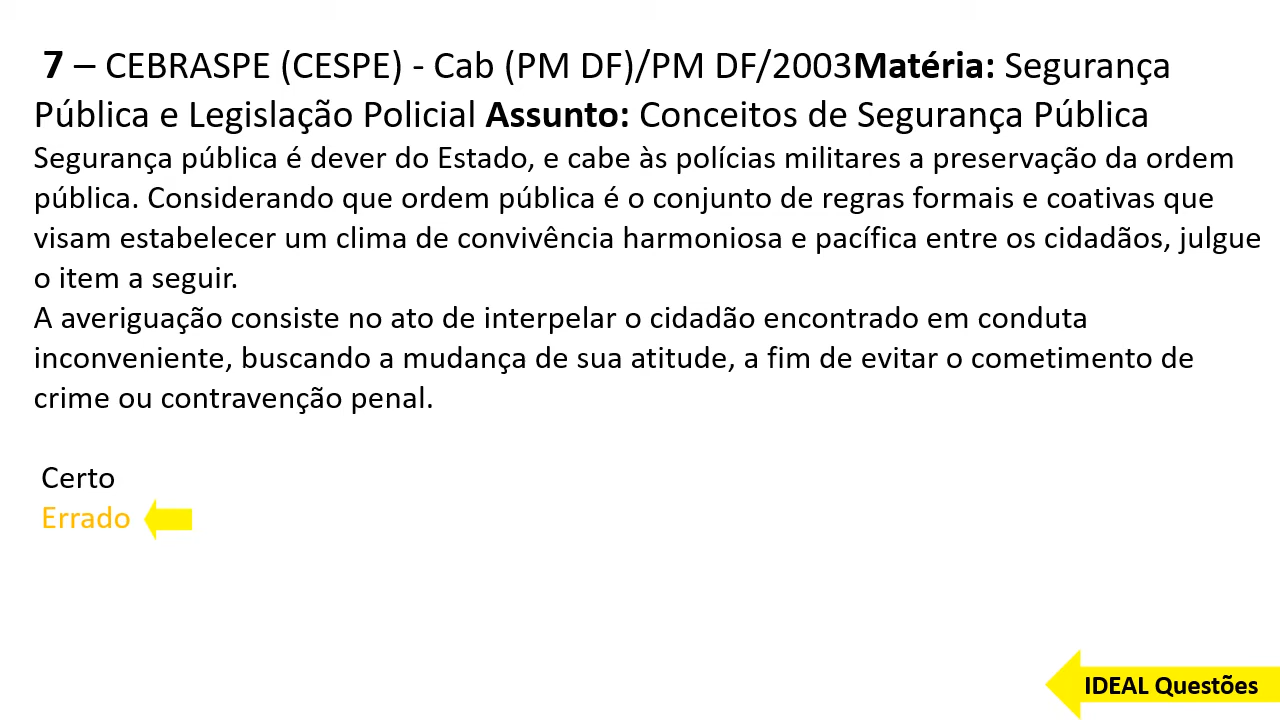 7 – CEBRASPE (CESPE) - Cab (PM DF)/PM DF/2003Matéria: Segurança
Pública e Legislação Policial Assunto: Conceitos de Segurança Pública
Segurança pública é dever do Estado, e cabe às polícias militares a preservação da ordem
pública. Considerando que ordem pública é o conjunto de regras formais e coativas que
visam estabelecer um clima de convivência harmoniosa e pacífica entre os cidadãos, julgue
o item a seguir.
A averiguação consiste no ato de interpelar o cidadão encontrado em conduta
inconveniente, buscando a mudança de sua atitude, a fim de evitar o cometimento de
crime ou contravenção penal.
Certo
Errado
IDEAL Questões